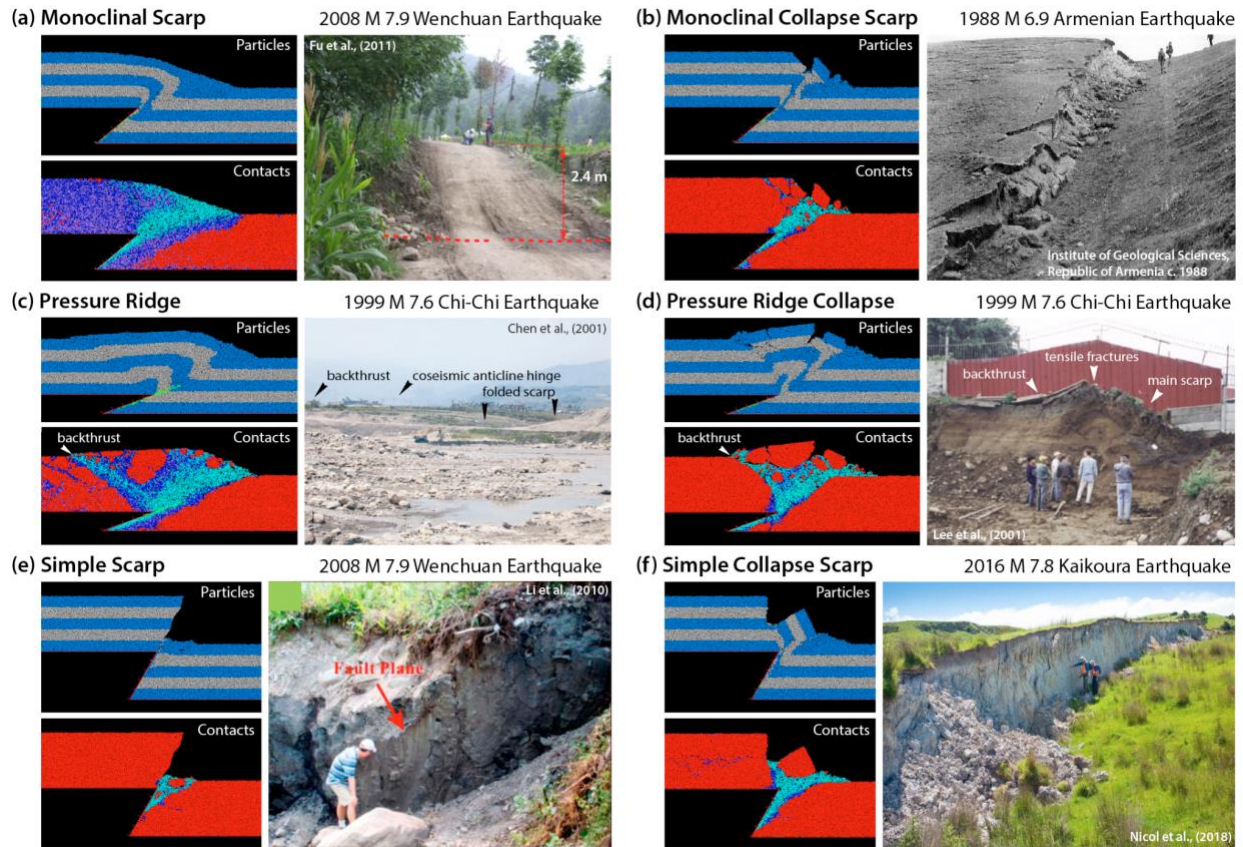 (a) Monoclinal Scarp
2008 M 7.9 Wenchuan Earthquake
Particles
Contacts
Fu et al., (2011)
2.4 m
(b) Monoclinal Collapse Scarp
1988 M 6.9 Armenian Earthquake
Particles
Contacts
Institute of Geological Sciences,
Republic of Armenia c. 1988
(c) Pressure Ridge
1999 M 7.6 Chi-Chi Earthquake
Particles
Contacts
backthrust
Chen et al., (2001)
backthrust
coseismic anticline hinge
folded scarp
(d) Pressure Ridge Collapse
1999 M 7.6 Chi-Chi Earthquake
Particles
Contacts
backthrust
tensile fractures
backthrust
main scarp
Lee et al., (2001)
(e) Simple Scarp
2008 M 7.9 Wenchuan Earthquake
Particles
Contacts
Li et al., (2010)
Fault Plane
(f) Simple Collapse Scarp
2016 M 7.8 Kaikoura Earthquake
Particles
Contacts
Nicol et al., (2018)